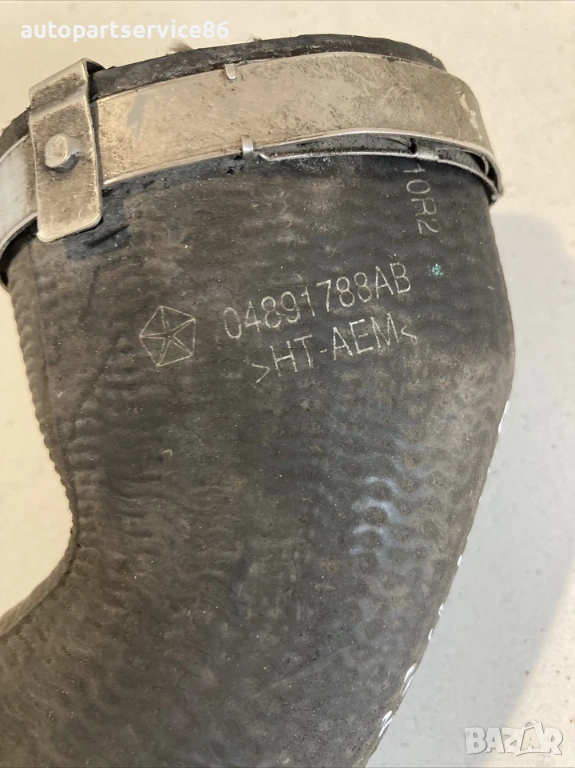 autopartservice86
10R2
04891788AB
>HT-AEM<
BAZAR